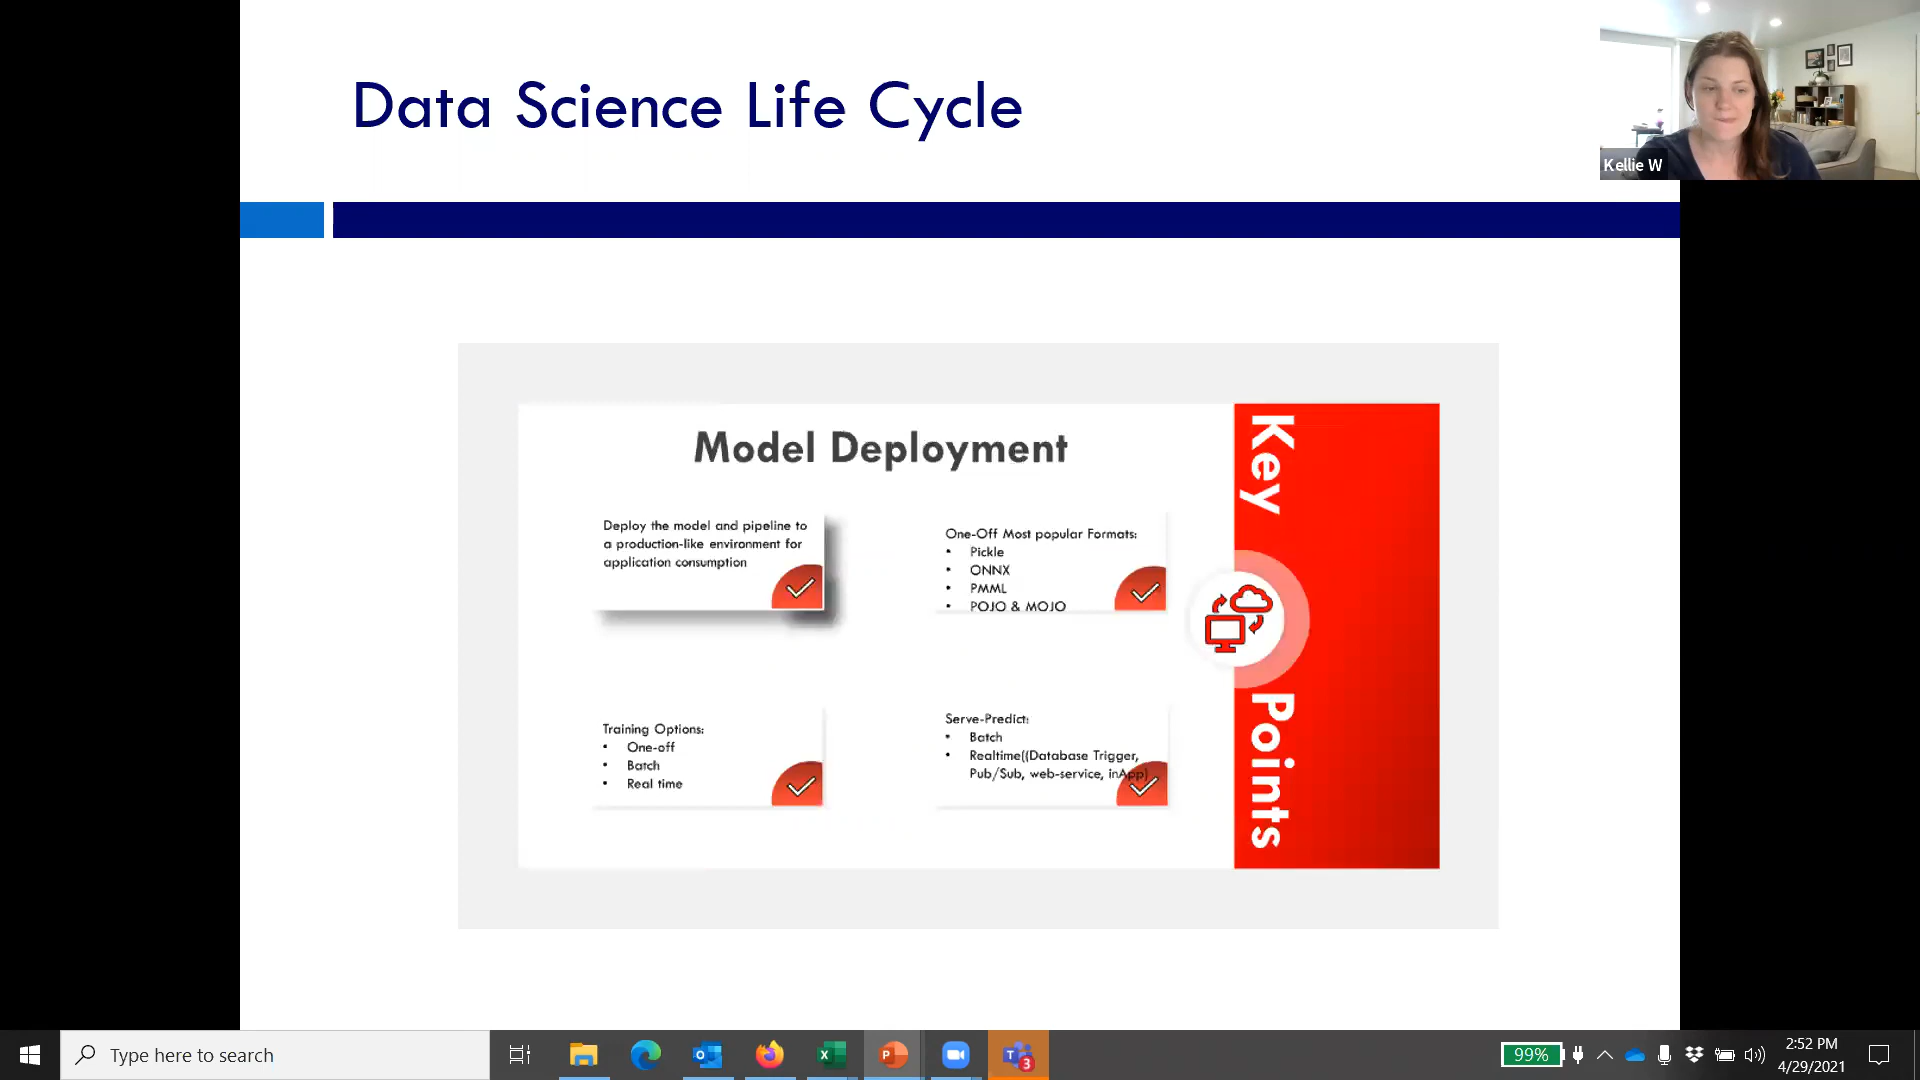 Data Science Life Cycle
Kellie W
Model Deployment
Key Points
Deploy the model and pipeline to
a production-like environment for
application consumption
One-Off Most popular Formats:
• Pickle
• ONNX
• PMML
• POJO & MOJO
Training Options:
• One-off
• Batch
• Real time
Serve-Predict:
• Batch
• Realtime((Database Trigger,
Pub/Sub, web-service, inApp)
Type here to search
3
99%
2:52 PM
4/29/2021